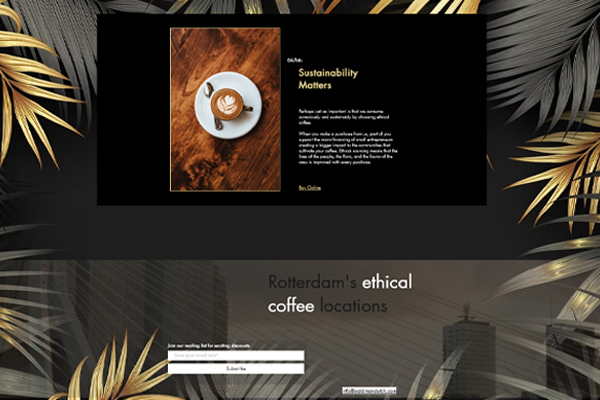 Sustainability
Matters
Perhaps Just as important is that we consume
consciously and sustainably by choosing ethical
coffee.
When you make a purchase from us, part of you
support the micro-financing of small entrepreneurs
creating a bigger impact to the communities that
cultivate your coffee. Ethical sourcing means that the
lives of the people, the flora, and the fauna of the
area is improved with every purchase.
Buy Online
Rotterdam's ethical
coffee locations
Join our mailing list for exciting discounts
Enter your email here*
Subscribe